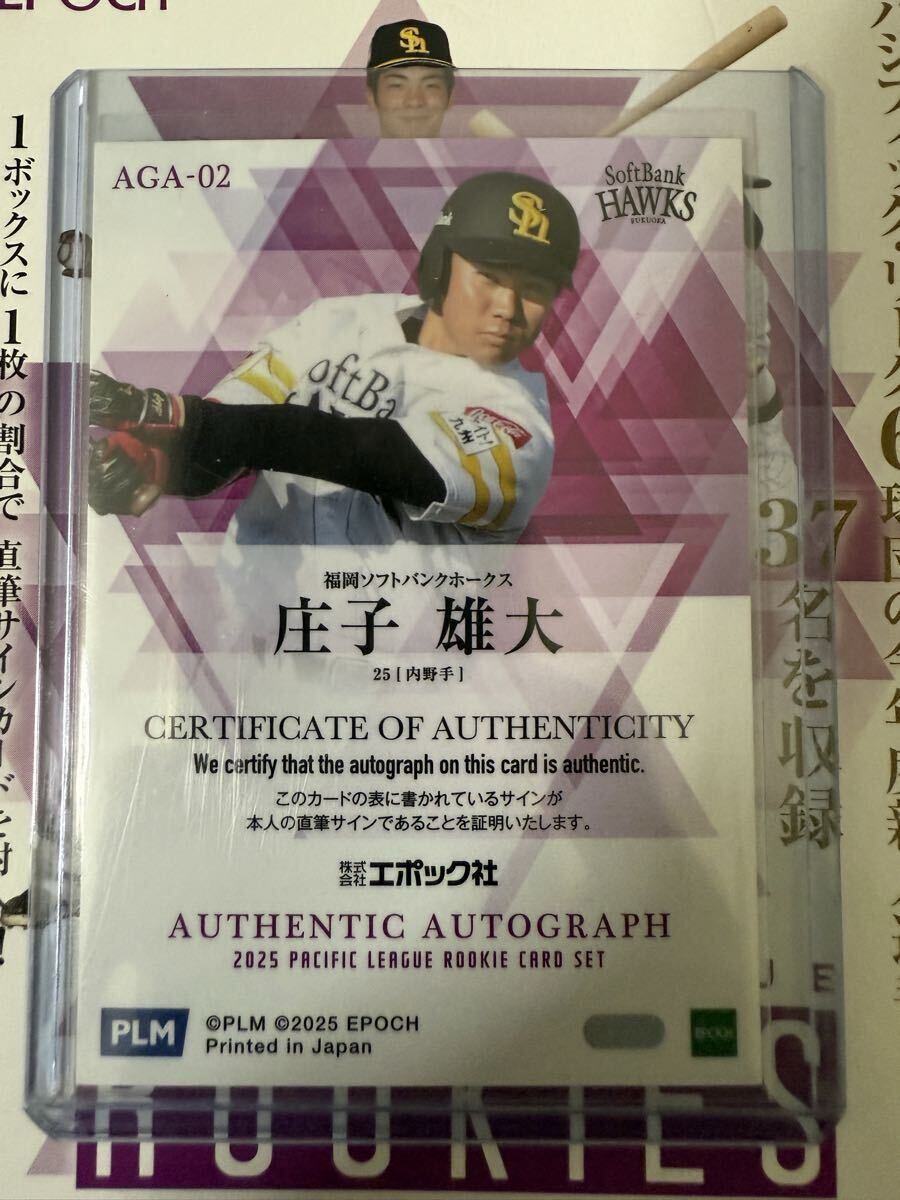 EPOCH
1ボックスに1枚の割合で 直筆サインカードを封
AGA-02
SoftBank
HAWKS
FUKUOKA
SoftBa
福岡ソフトバンクホークス
庄子 雄大
25 [ 内野手 ]
CERTIFICATE OF AUTHENTICITY
We certify that the autograph on this card is authentic.
このカードの表に書かれているサインが
本人の直筆サインであることを証明いたします。
株式会社 エポック社
AUTHENTIC AUTOGRAPH
2025 PACIFIC LEAGUE ROOKIE CARD SET
PLM
©PLM ©2025 EPOCH
Printed in Japan
EPOCH
37名を収録
ROOKIES